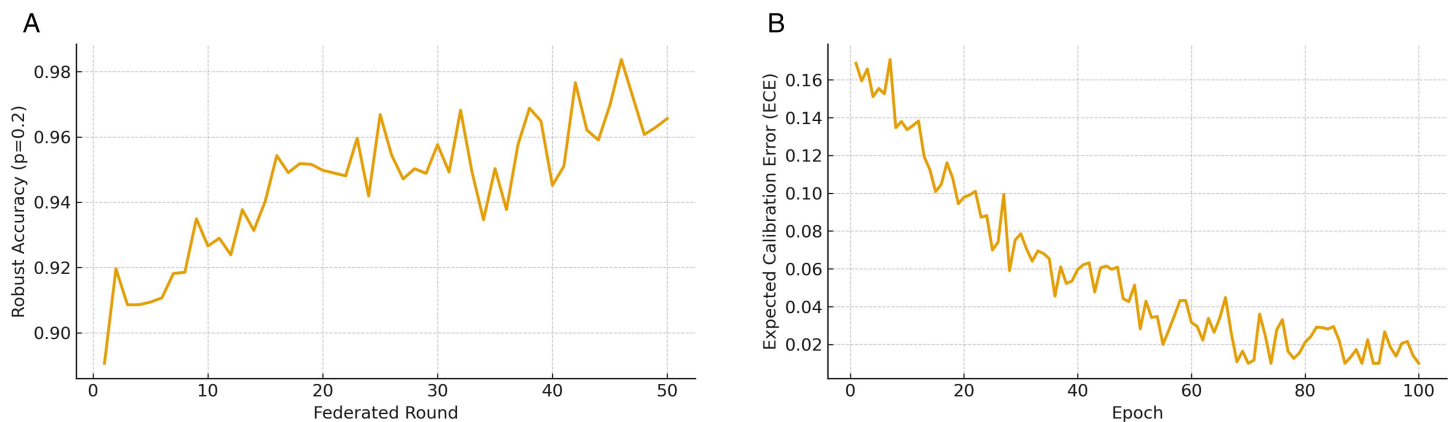 A
Robust Accuracy (p=0.2)
0.98
0.96
0.94
0.92
0.90
0 10 20 30 40 50
Federated Round
B
Expected Calibration Error (ECE)
0.16
0.14
0.12
0.10
0.08
0.06
0.04
0.02
0 20 40 60 80 100
Epoch